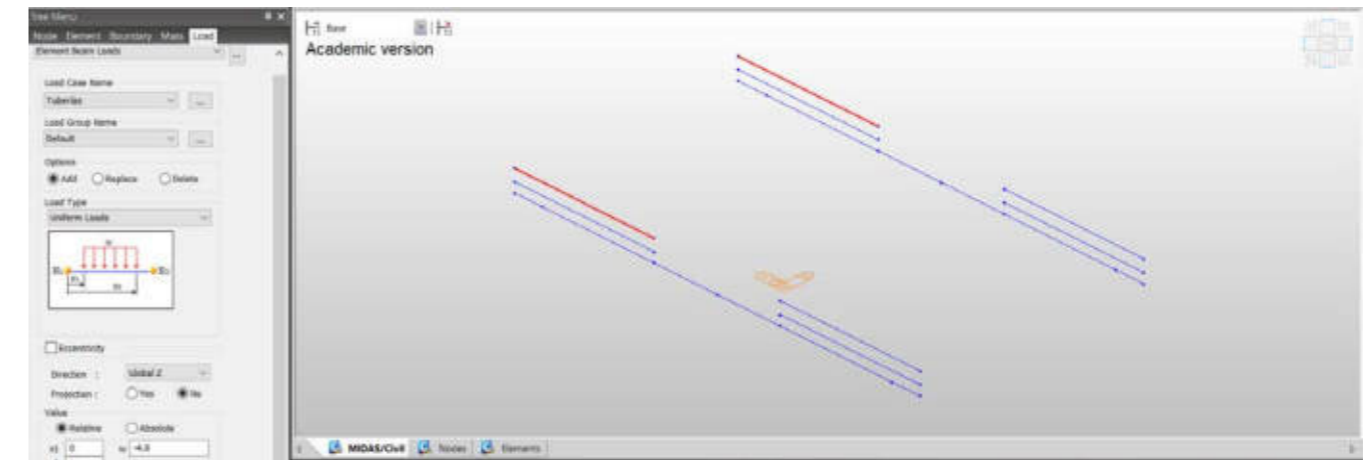 Tree Menu
Node Element Boundary Mass Load
Element Beam Loads
...
Load Case Name
Tuberías
...
Load Group Name
Default
...
Options
Add Replace Delete
Load Type
Uniform Loads
Eccentricity
Direction : Global Z
Projection : Yes No
Value
Relative Absolute
x1 0 w -4.8
Base
Academic version
MIDAS/Civil Nodes Elements